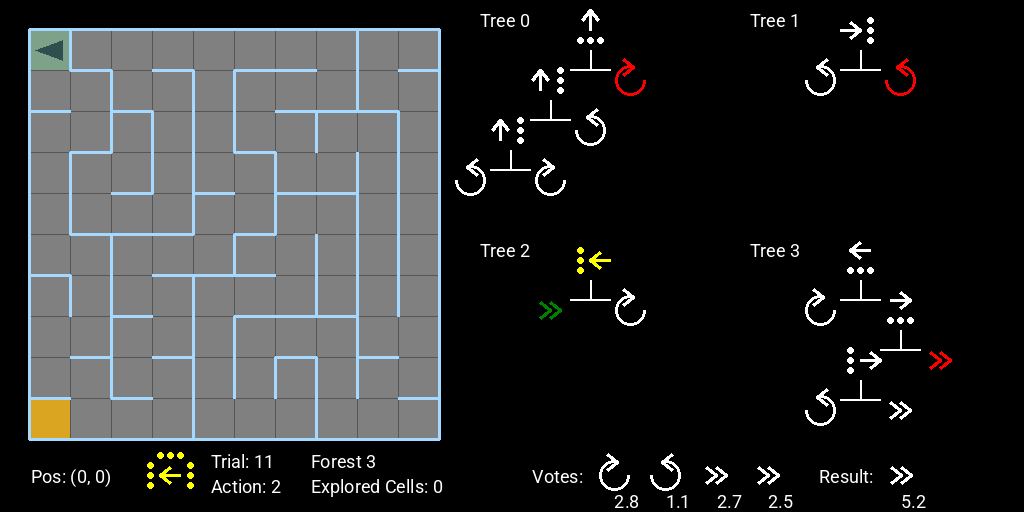 Tree 0
Tree 1
Tree 2
Tree 3
Pos: (0, 0)
Trial: 11
Forest 3
Action: 2
Explored Cells: 0
Votes:
2.8
1.1
2.7
2.5
Result:
5.2